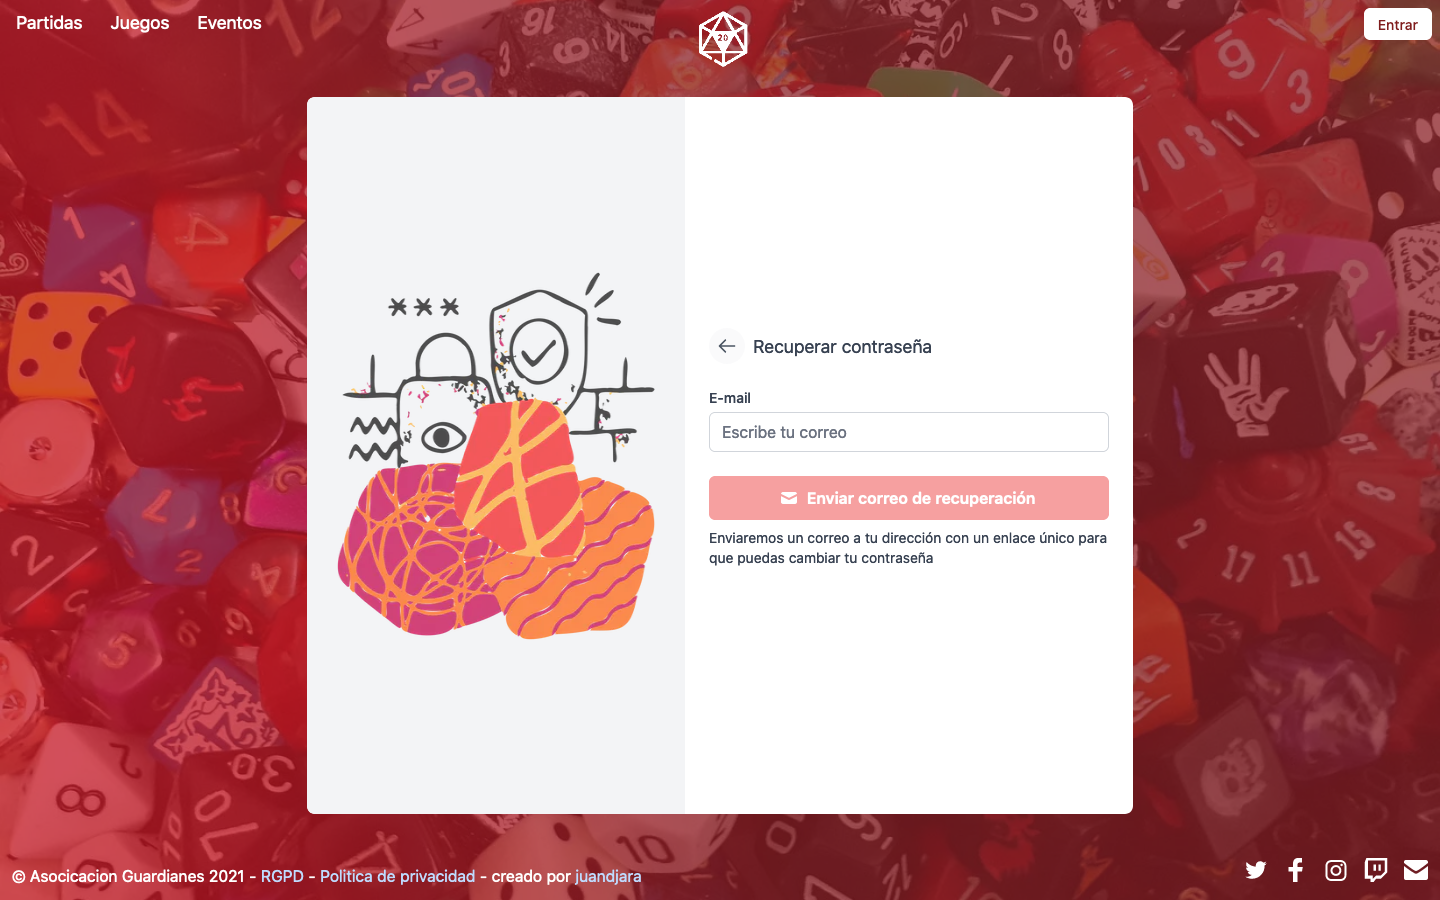 Partidas
Juegos
Eventos
20
Entrar
Recuperar contraseña
E-mail
Escribe tu correo
Enviar correo de recuperación
Enviaremos un correo a tu dirección con un enlace único para
que puedas cambiar tu contraseña
© Asocicacion Guardianes 2021 - RGPD - Política de privacidad - creado por juandjara